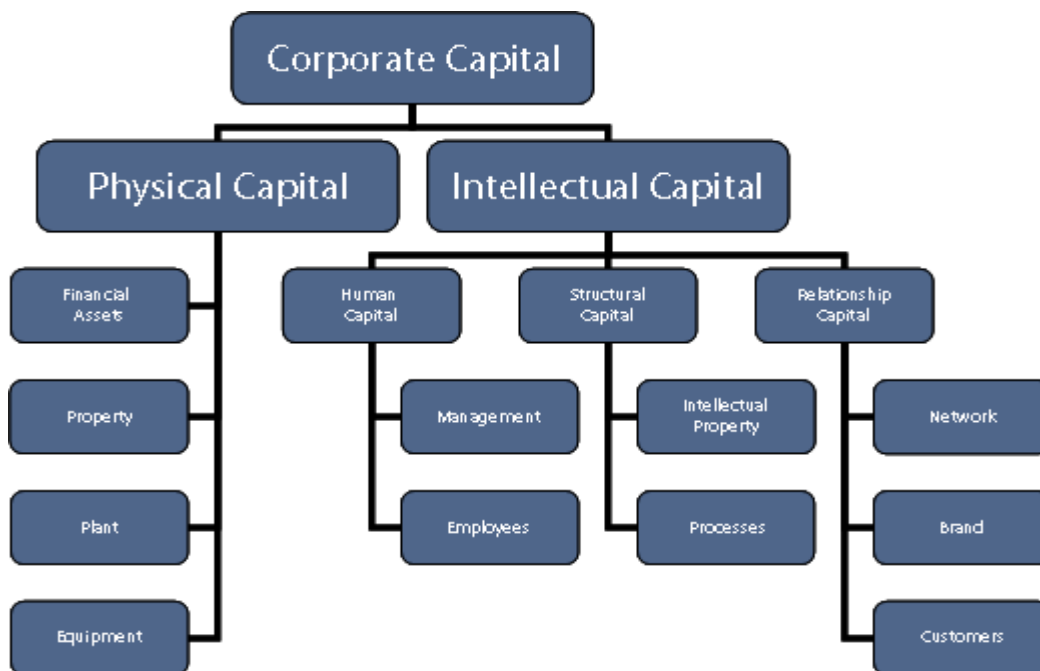 Corporate Capital
Physical Capital
Intellectual Capital
Financial
Assets
Human
Capital
Structural
Capital
Relationship
Capital
Property
Management
Intellectual
Property
Network
Plant
Employees
Processes
Brand
Equipment
Customers